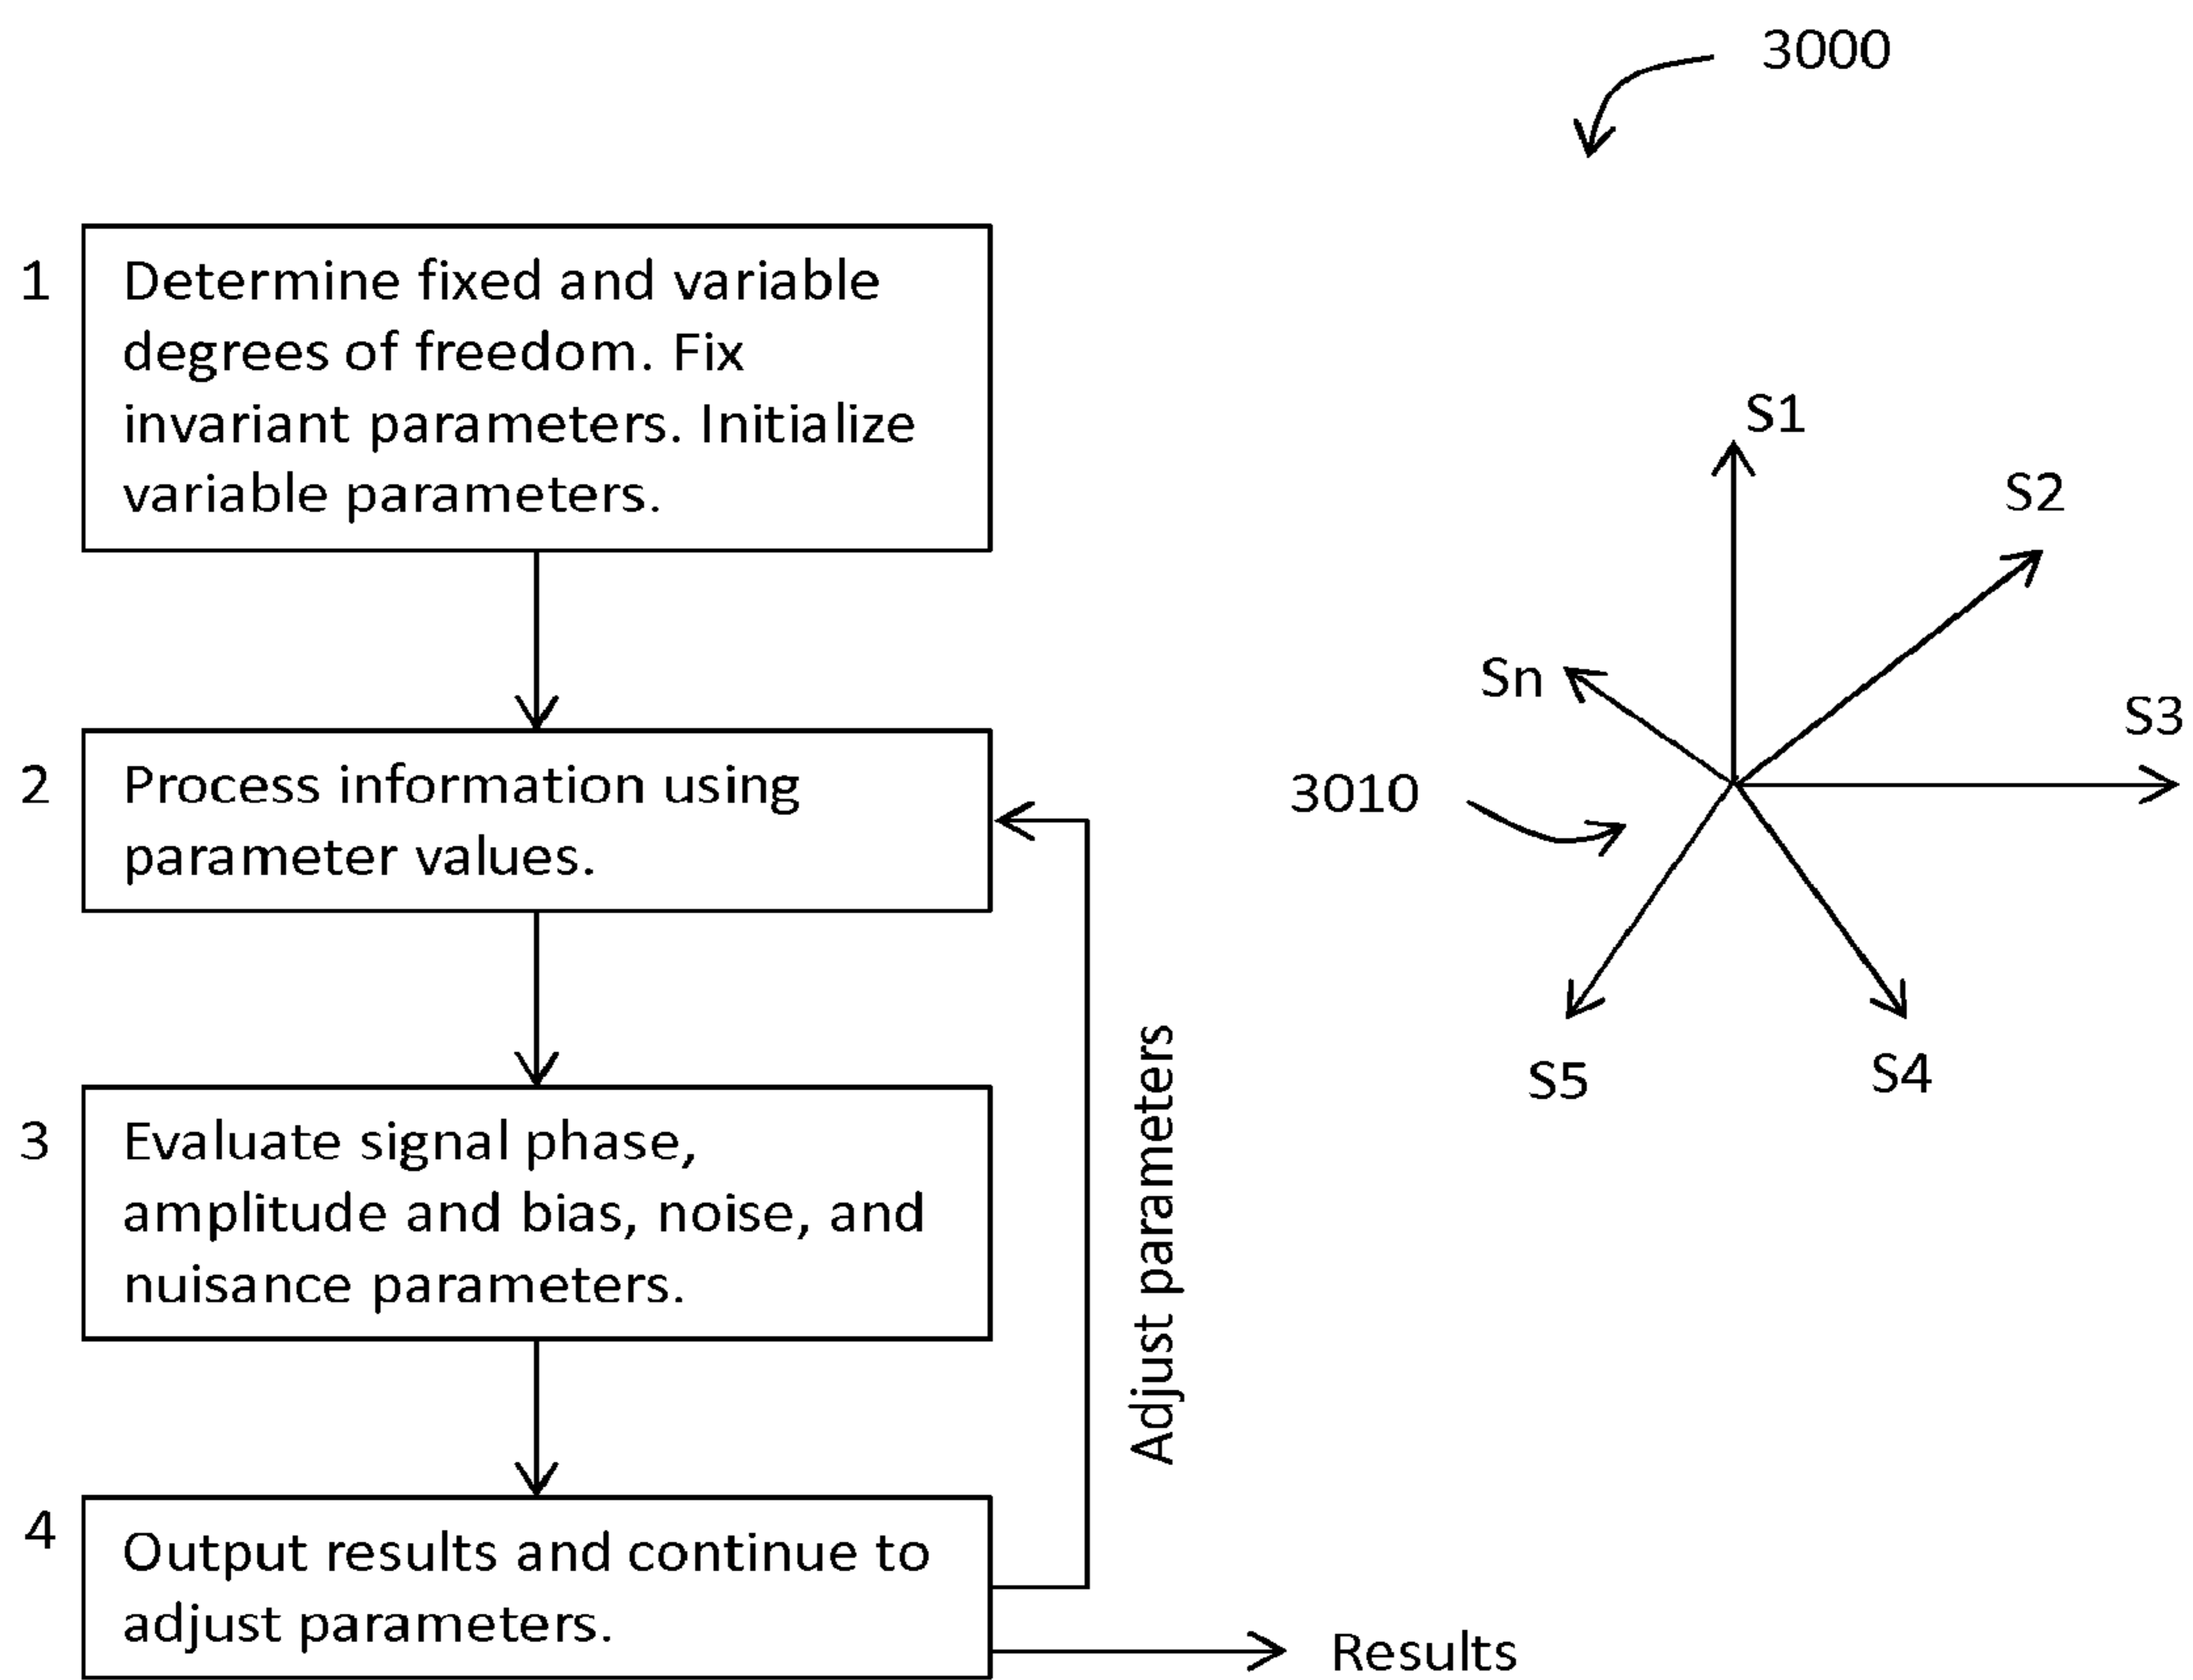 3000
1
Determine fixed and variable
degrees of freedom. Fix
invariant parameters. Initialize
variable parameters.
2
Process information using
parameter values.
3
Evaluate signal phase,
amplitude and bias, noise, and
nuisance parameters.
4
Output results and continue to
adjust parameters.
Adjust parameters
Results
S1
S2
S3
S4
S5
Sn
3010